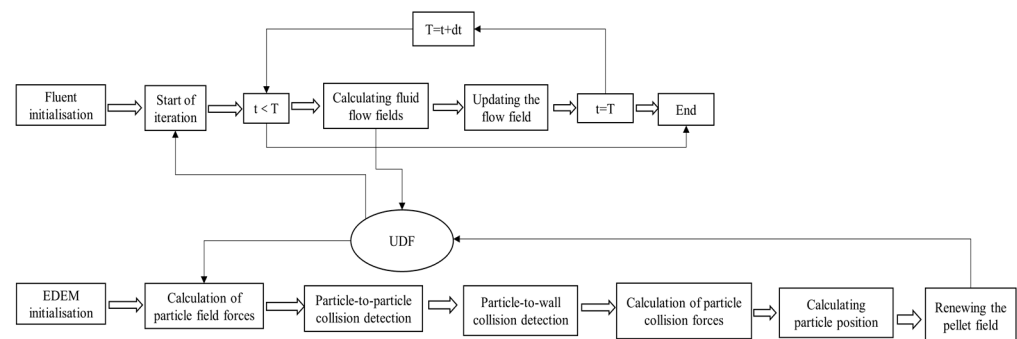 T=t+dt
Fluent
initialisation
Start of
iteration
t < T
Calculating fluid
flow fields
Updating the
flow field
t=T
End
UDF
EDEM
initialisation
Calculation of
particle field forces
Particle-to-particle
collision detection
Particle-to-wall
collision detection
Calculation of particle
collision forces
Calculating
particle position
Renewing the
pellet field